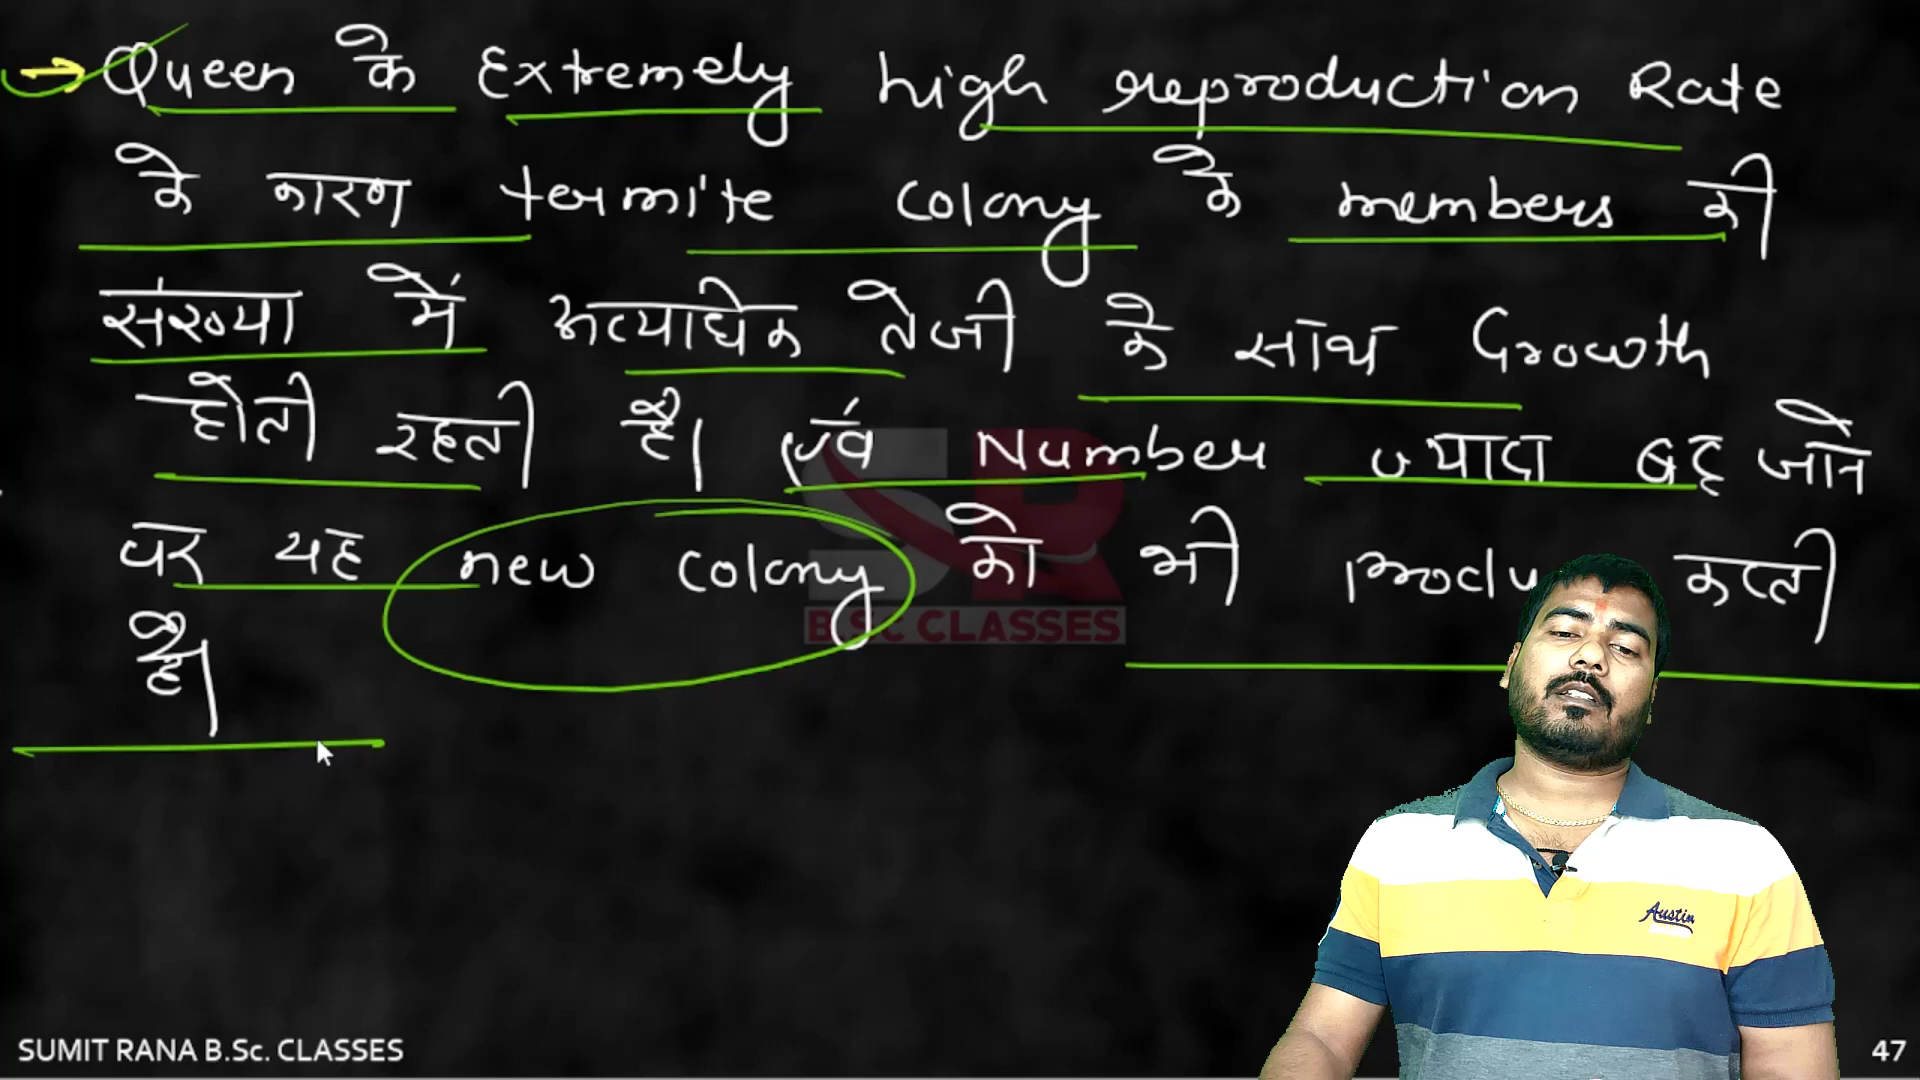 → Queen के Extremely high reproduction Rate
के कारण termite colony के members की
संख्या में अत्याधिक तेजी के साथ Growth
होती रहती है। एवं Number ज्यादा बढ़ जाने
पर यह new colony को भी produ करती
है।
SR
B.Sc CLASSES
Austin
SUMIT RANA B.Sc. CLASSES
47